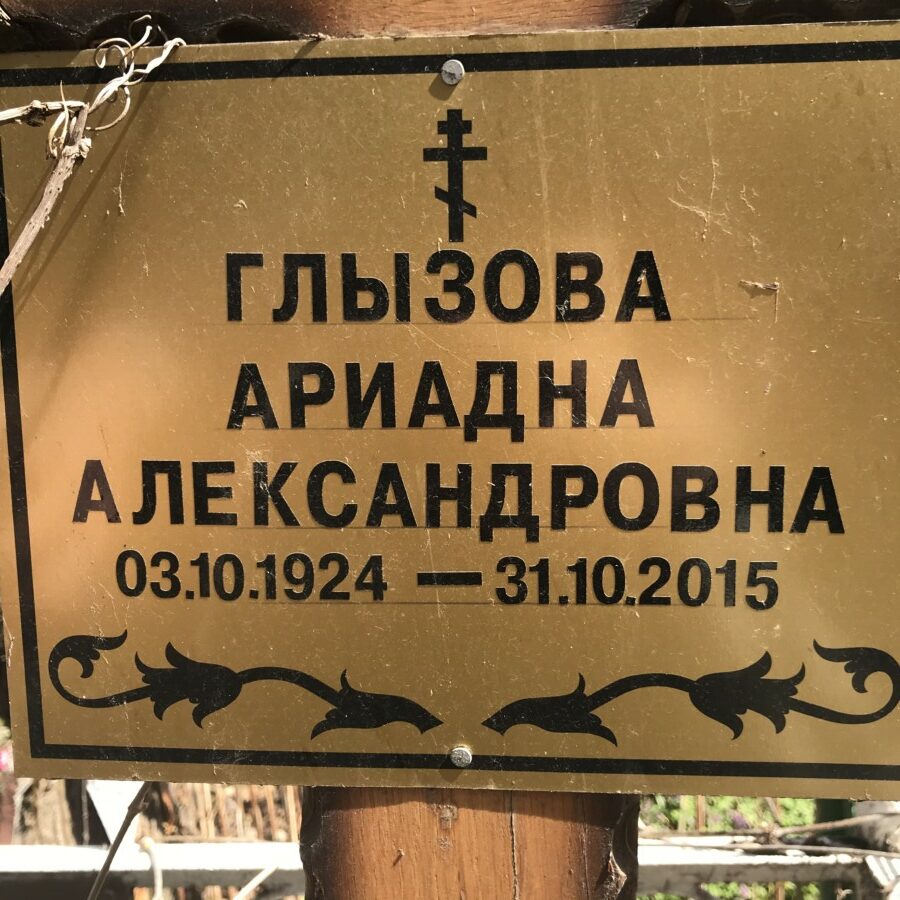 ГЛЫЗОВА
АРИАДНА
АЛЕКСАНДРОВНА
03.10.1924 — 31.10.2015